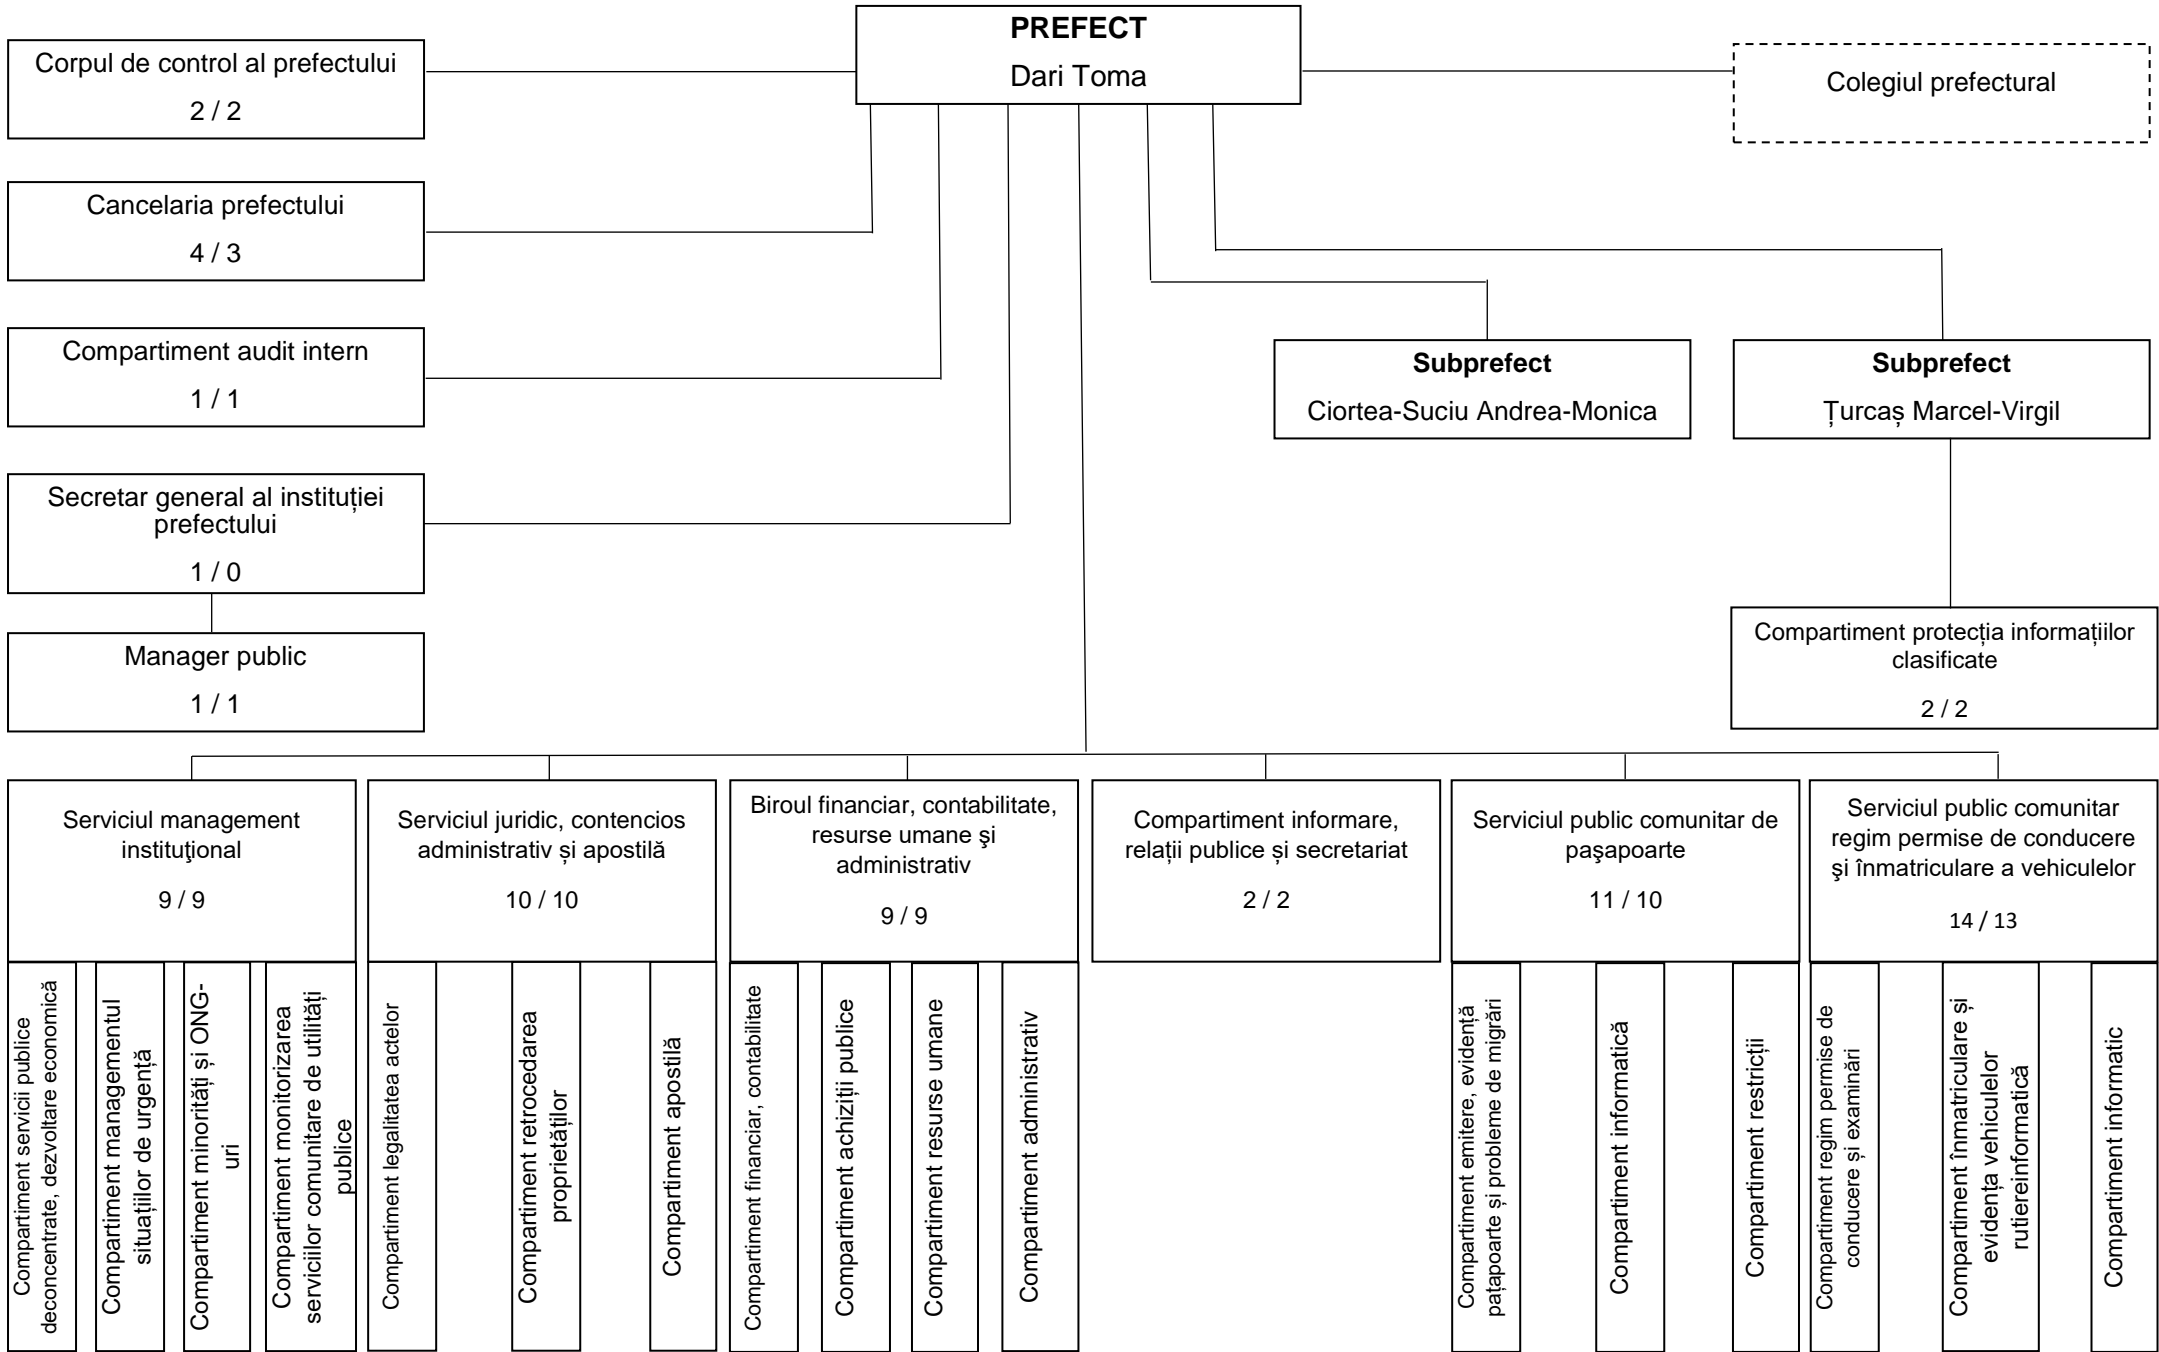 PREFECT
Dari Toma
Corpul de control al prefectului
2 / 2
Colegiul prefectural
Cancelaria prefectului
4 / 3
Compartiment audit intern
1 / 1
Subprefect
Ciortea-Suciu Andrea-Monica
Subprefect
Țurcaș Marcel-Virgil
Secretar general al instituției
prefectului
1 / 0
Manager public
1 / 1
Compartiment protecția informațiilor
clasificate
2 / 2
Serviciul management
instituţional
9 / 9
Serviciul juridic, contencios
administrativ și apostilă
10 / 10
Biroul financiar, contabilitate,
resurse umane şi
administrativ
9 / 9
Compartiment informare,
relații publice și secretariat
2 / 2
Serviciul public comunitar de
paşapoarte
11 / 10
Serviciul public comunitar
regim permise de conducere
şi înmatriculare a vehiculelor
14 / 13
Compartiment servicii publice
deconcentrate, dezvoltare economică
Compartiment managementul
situațiilor de urgență
Compartiment minorități și ONG-
uri
Compartiment monitorizarea
serviciilor comunitare de utilități
publice
Compartiment legalitatea actelor
Compartiment retrocedarea
proprietăților
Compartiment apostilă
Compartiment financiar, contabilitate
Compartiment achiziții publice
Compartiment resurse umane
Compartiment administrativ
Compartiment emitere, evidență
pațapoarte și probleme de migrări
Compartiment informatică
Compartiment restricții
Compartiment regim permise de
conducere și examinări
Compartiment înmatriculare și
evidența vehiculelor
rutiereinformatică
Compartiment informatic